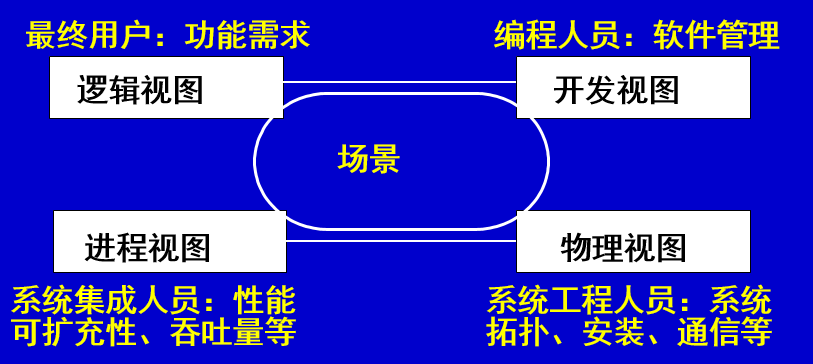 最终用户：功能需求
编程人员：软件管理
逻辑视图
开发视图
场景
进程视图
物理视图
系统集成人员：性能
可扩充性、吞吐量等
系统工程人员：系统
拓扑、安装、通信等